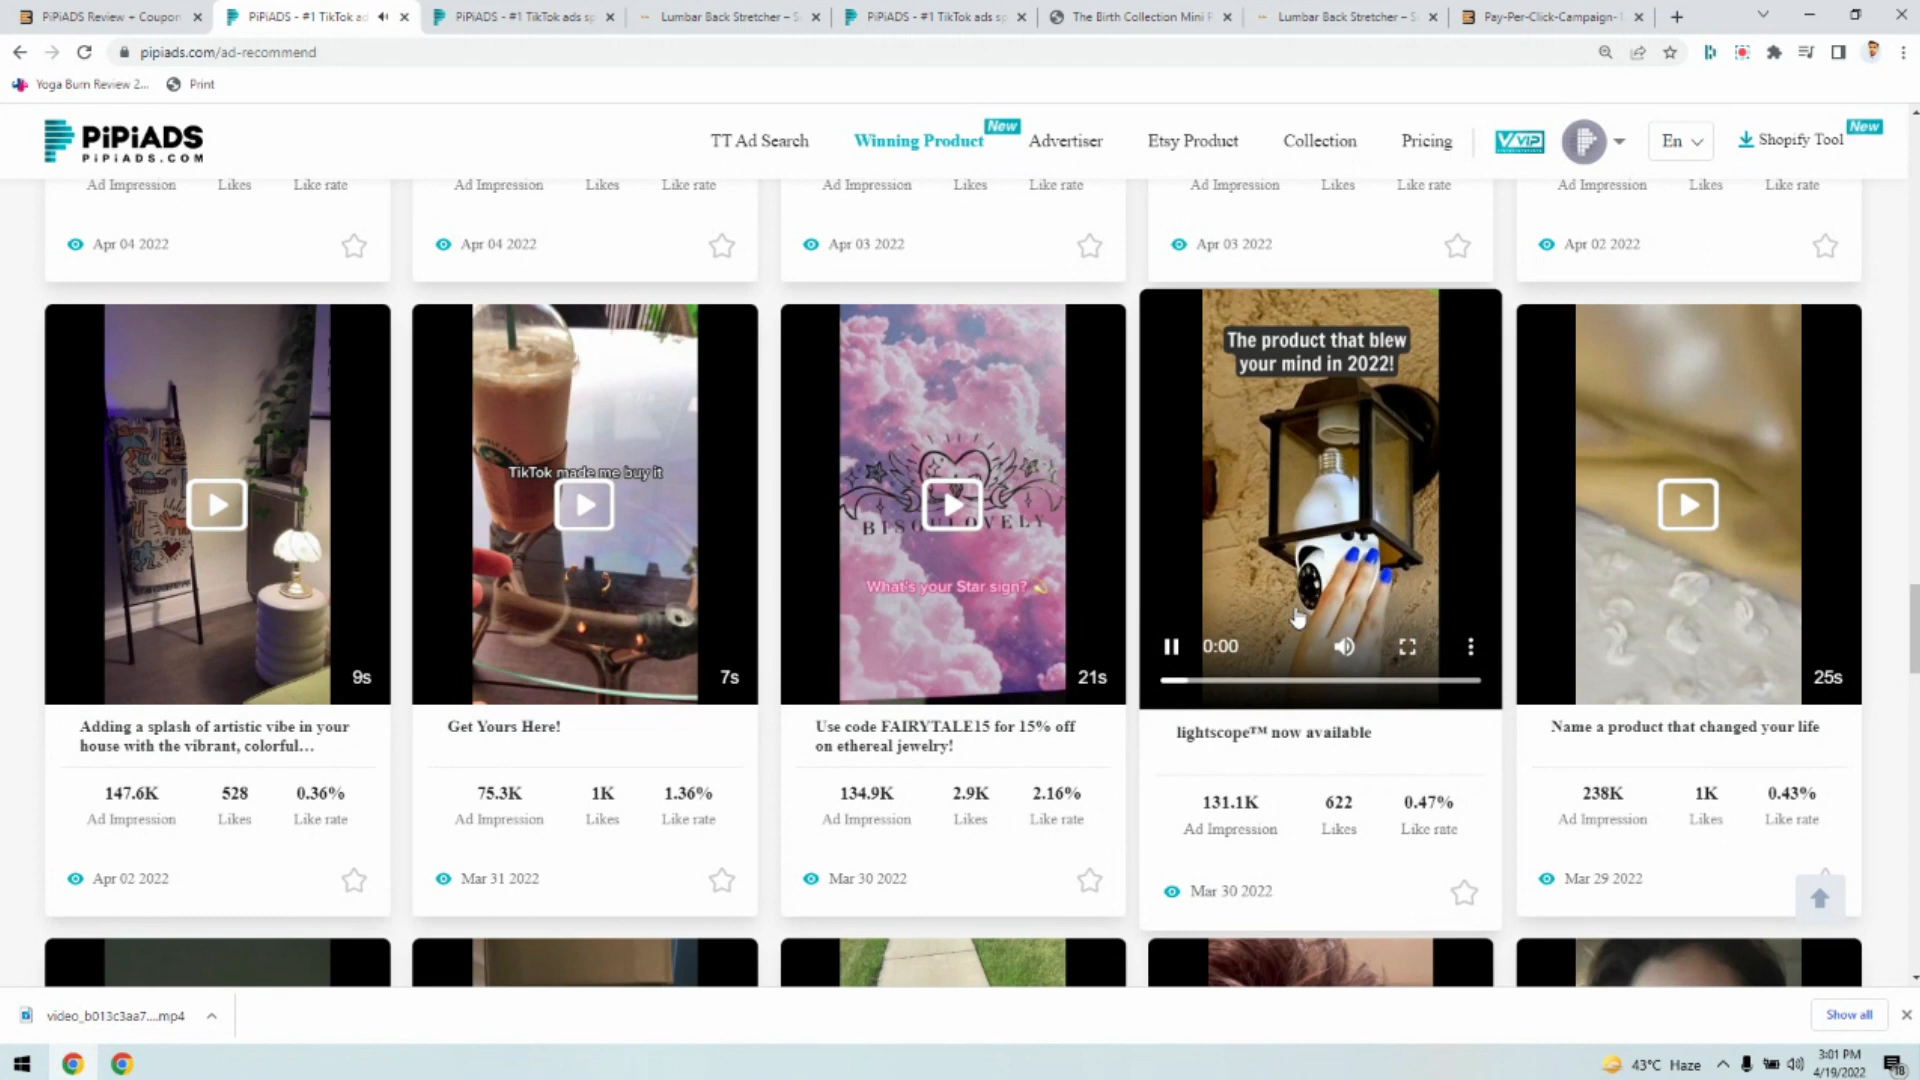 PiPiADS Review + Coupon
PiPiADS - #1 TikTok ad
PiPiADS - #1 TikTok ads sp
Lumbar Back Stretcher – S
PiPiADS - #1 TikTok ads sp
The Birth Collection Mini F
Lumbar Back Stretcher – S
Pay-Per-Click-Campaign-
pipiads.com/ad-recommend
Yoga Burn Review 2...
Print
PiPiADS
PiPiADS.COM
TT Ad Search
Winning Product
New
Advertiser
Etsy Product
Collection
Pricing
VVIP
En
Shopify Tool
New
Ad Impression Likes Like rate
Ad Impression Likes Like rate
Ad Impression Likes Like rate
Ad Impression Likes Like rate
Ad Impression Likes Like rate
Apr 04 2022
Apr 04 2022
Apr 03 2022
Apr 03 2022
Apr 02 2022
9s
Adding a splash of artistic vibe in your
house with the vibrant, colorful...
147.6K 528 0.36%
Ad Impression Likes Like rate
Apr 02 2022
TikTok made me buy it
7s
Get Yours Here!
75.3K 1K 1.36%
Ad Impression Likes Like rate
Mar 31 2022
BISOULOVELY
What's your Star sign?
21s
Use code FAIRYTALE15 for 15% off
on ethereal jewelry!
134.9K 2.9K 2.16%
Ad Impression Likes Like rate
Mar 30 2022
The product that blew
your mind in 2022!
0:00
lightscope™ now available
131.1K 622 0.47%
Ad Impression Likes Like rate
Mar 30 2022
25s
Name a product that changed your life
238K 1K 0.43%
Ad Impression Likes Like rate
Mar 29 2022
video_b013c3aa7....mp4
Show all
43°C Haze
3:01 PM
4/19/2022
18